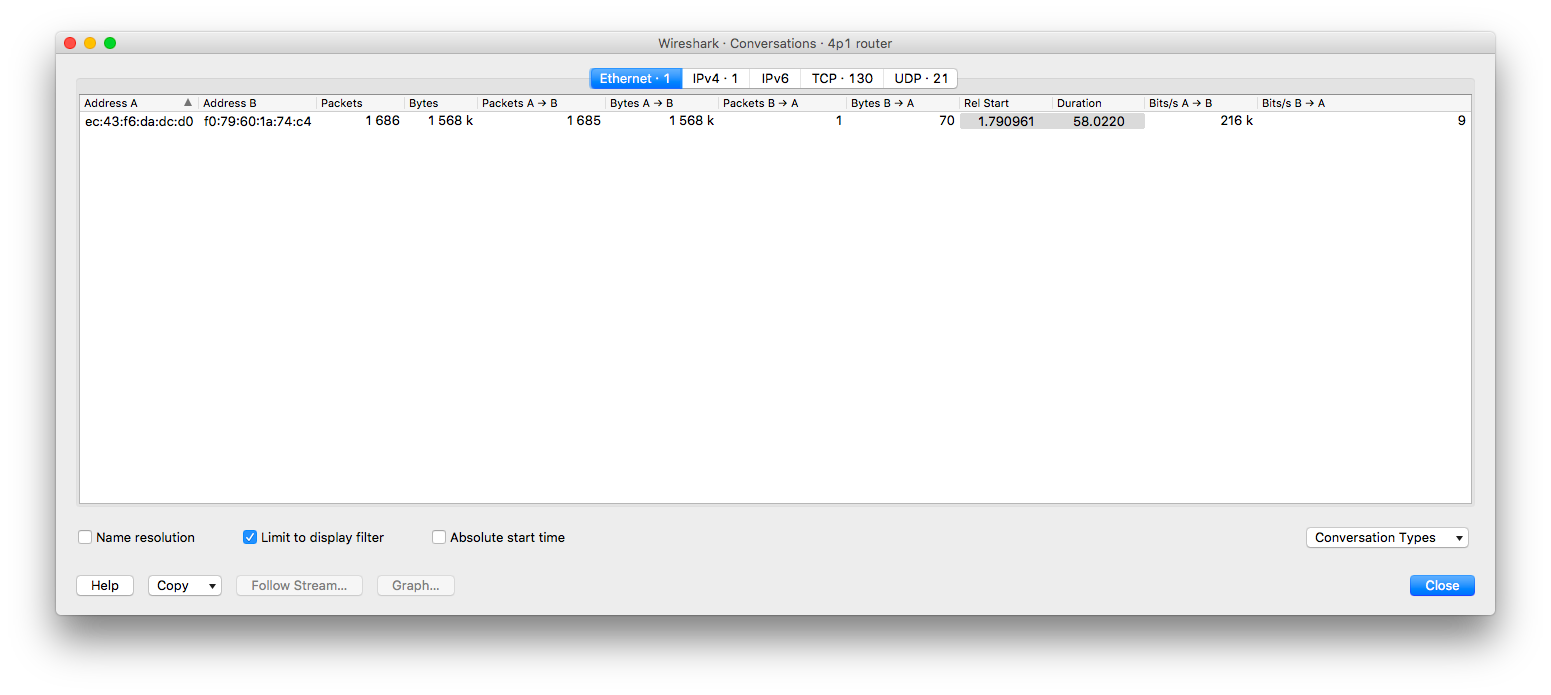 Wireshark · Conversations · 4p1 router
Ethernet · 1 IPv4 · 1 IPv6 TCP · 130 UDP · 21
Address A Address B Packets Bytes Packets A → B Bytes A → B Packets B → A Bytes B → A Rel Start Duration Bits/s A → B Bits/s B → A
ec:43:f6:da:dc:d0 f0:79:60:1a:74:c4 1 686 1 568 k 1 685 1 568 k 1 70 1.790961 58.0220 216 k 9
Name resolution Limit to display filter Absolute start time Conversation Types
Help Copy Follow Stream... Graph... Close